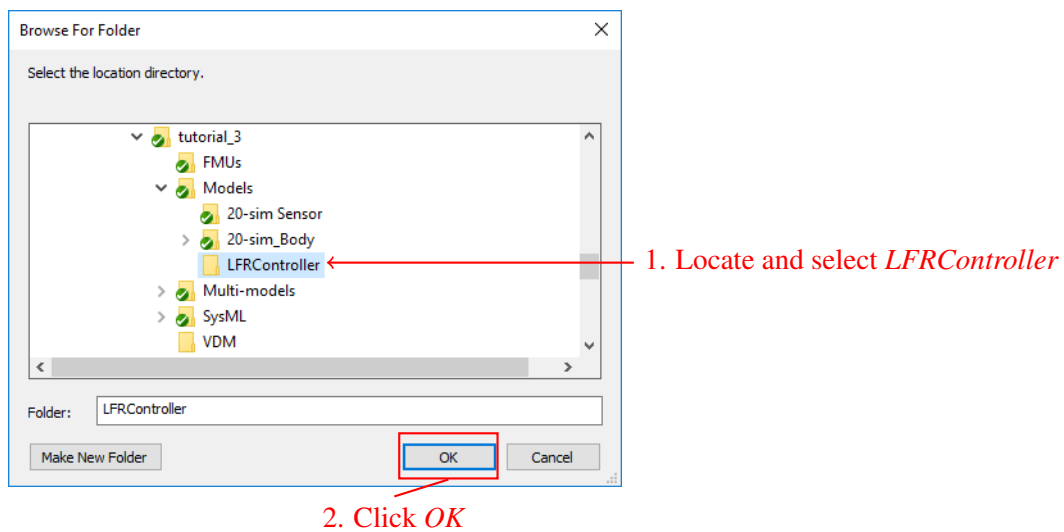 Browse For Folder
Select the location directory.
tutorial_3
FMUs
Models
20-sim Sensor
20-sim_Body
LFRController
1. Locate and select LFRController
Multi-models
SysML
VDM
Folder: LFRController
Make New Folder OK Cancel
2. Click OK